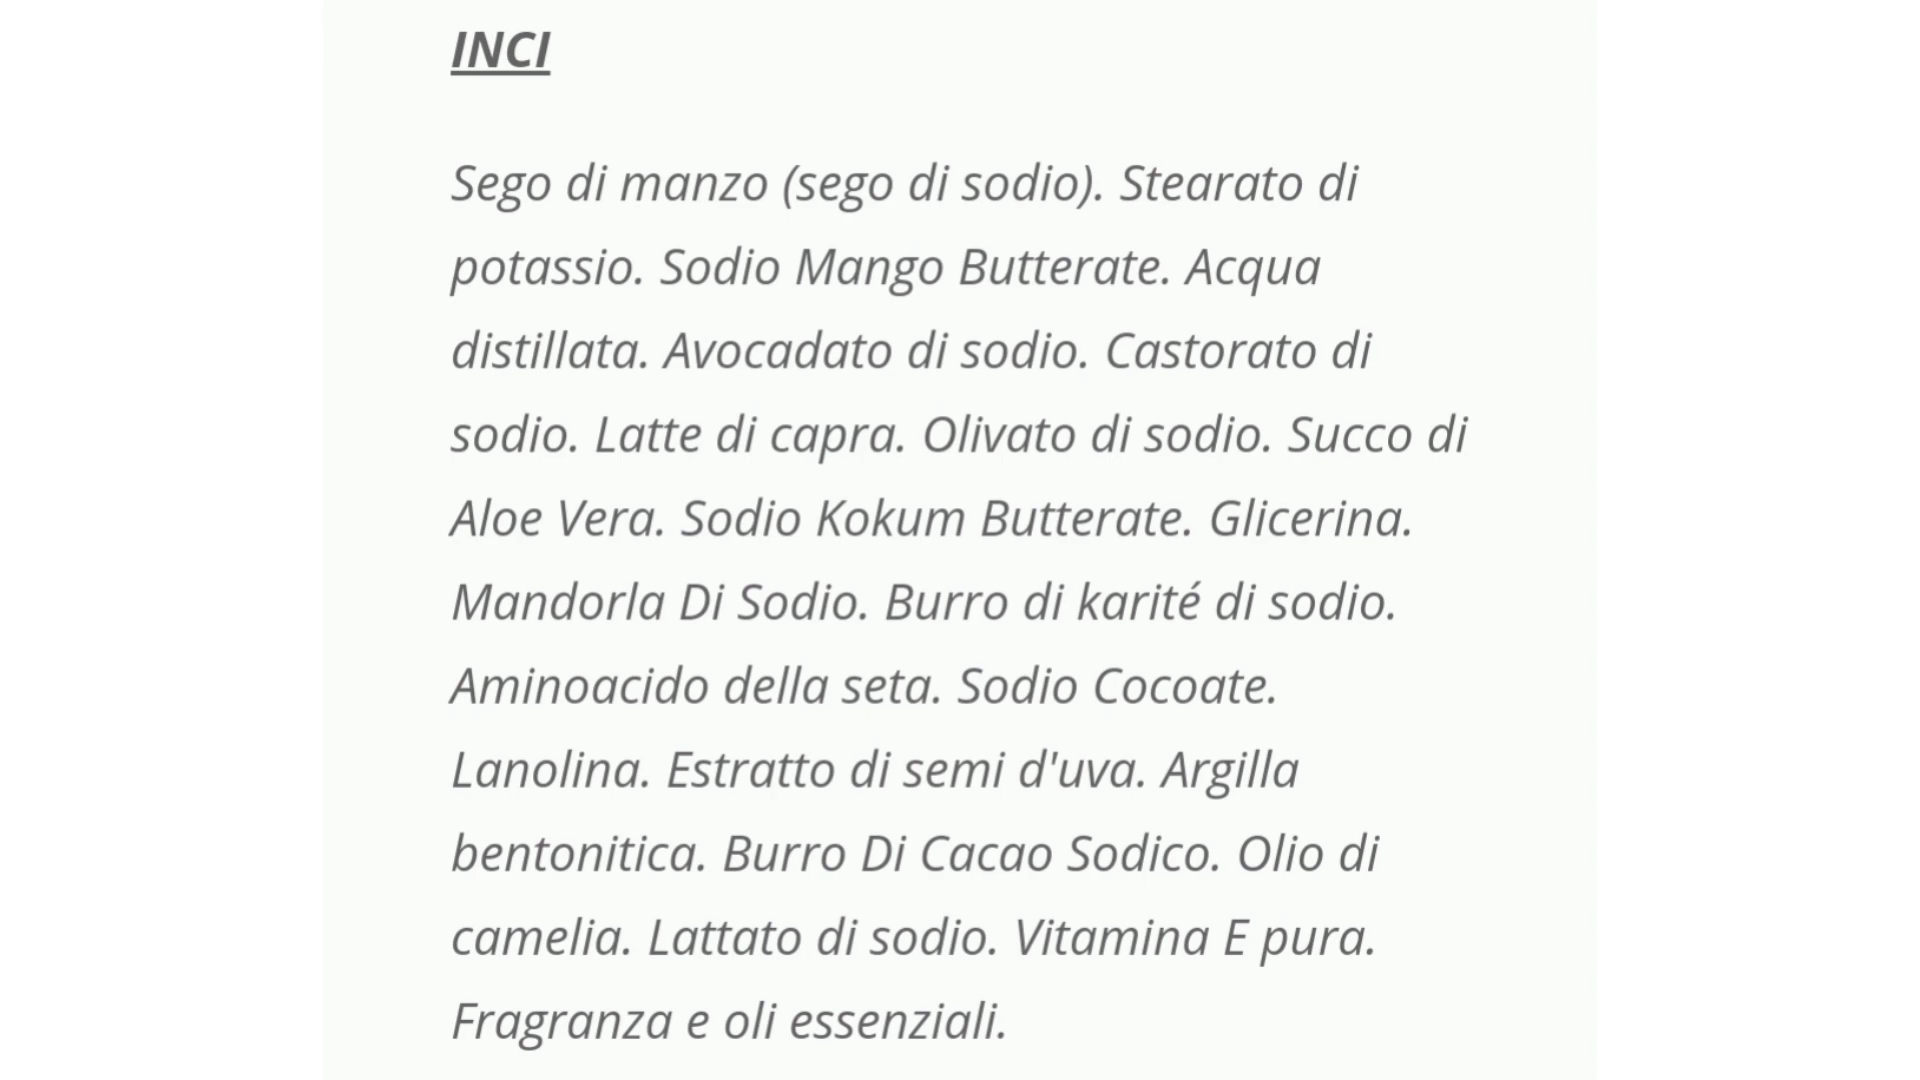 INCI
Sego di manzo (sego di sodio). Stearato di
potassio. Sodio Mango Butterate. Acqua
distillata. Avocadato di sodio. Castorato di
sodio. Latte di capra. Olivato di sodio. Succo di
Aloe Vera. Sodio Kokum Butterate. Glicerina.
Mandorla Di Sodio. Burro di karité di sodio.
Aminoacido della seta. Sodio Cocoate.
Lanolina. Estratto di semi d'uva. Argilla
bentonitica. Burro Di Cacao Sodico. Olio di
camelia. Lattato di sodio. Vitamina E pura.
Fragranza e oli essenziali.